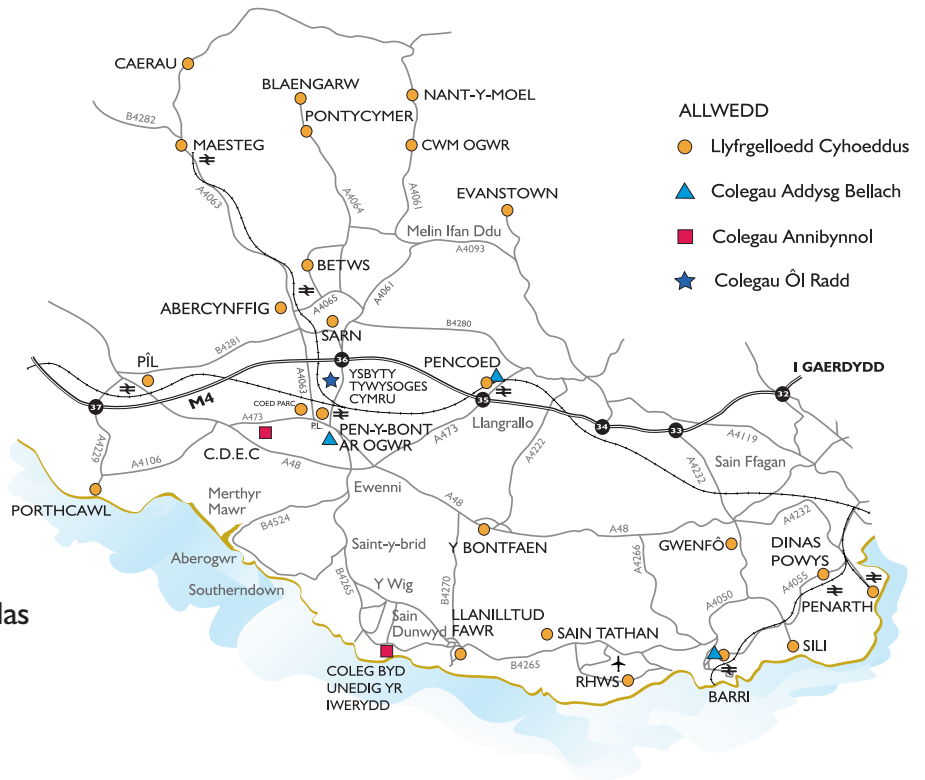 CAERAU
BLAENGARW
NANT-Y-MOEL
PONTYCYMER
B4282
MAESTEG
CWM OGWR
A4063
A4064
A4061
EVANSTOWN
Melin Ifan Ddu
A4093
BETWS
A4061
A4065
ABERCYNFFIG
SARN
B4280
B4281
PÎL
36
PENCOED
YSBYTY
TYWYSOGES
CYMRU
I GAERDYDD
32
37
M4
A4063
COED PARC
35
P.L.
A473
PEN-Y-BONT
AR OGWR
A473
Llangrallo
34
33
A4119
C.D.E.C
A48
A4222
Sain Ffagan
A4232
A4229
A4106
Ewenni
A48
PORTHCAWL
Merthyr
Mawr
B4524
Y BONTFAEN
A48
A4232
Saint-y-brid
GWENFÔ
DINAS
POWYS
Aberogwr
Southerndown
B4265
Y Wig
B4270
A4266
A4050
A4055
PENARTH
Sain
Dunwyd
LLANILLTUD
FAWR
SAIN TATHAN
SILI
B4265
COLEG BYD
UNEDIG YR
IWERYDD
RHWS
BARRI
las
ALLWEDD
Llyfrgelloedd Cyhoeddus
Colegau Addysg Bellach
Colegau Annibynnol
Colegau Ôl Radd